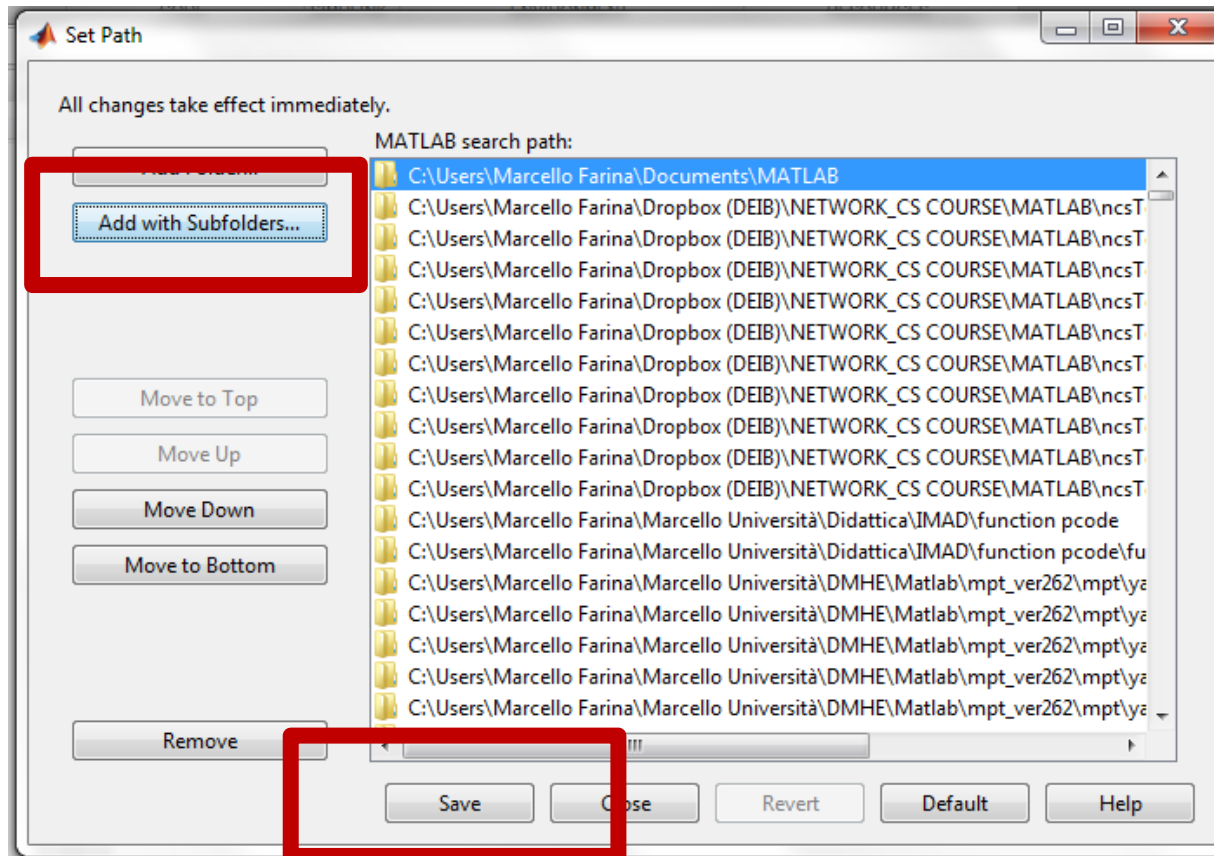 Set Path
All changes take effect immediately.
MATLAB search path:
Add with Subfolders...
Move to Top
Move Up
Move Down
Move to Bottom
Remove
C:\Users\Marcello Farina\Documents\MATLAB
C:\Users\Marcello Farina\Dropbox (DEIB)\NETWORK_CS COURSE\MATLAB\ncsT
C:\Users\Marcello Farina\Dropbox (DEIB)\NETWORK_CS COURSE\MATLAB\ncsT
C:\Users\Marcello Farina\Dropbox (DEIB)\NETWORK_CS COURSE\MATLAB\ncsT
C:\Users\Marcello Farina\Dropbox (DEIB)\NETWORK_CS COURSE\MATLAB\ncsT
C:\Users\Marcello Farina\Dropbox (DEIB)\NETWORK_CS COURSE\MATLAB\ncsT
C:\Users\Marcello Farina\Dropbox (DEIB)\NETWORK_CS COURSE\MATLAB\ncsT
C:\Users\Marcello Farina\Dropbox (DEIB)\NETWORK_CS COURSE\MATLAB\ncsT
C:\Users\Marcello Farina\Dropbox (DEIB)\NETWORK_CS COURSE\MATLAB\ncsT
C:\Users\Marcello Farina\Dropbox (DEIB)\NETWORK_CS COURSE\MATLAB\ncsT
C:\Users\Marcello Farina\Dropbox (DEIB)\NETWORK_CS COURSE\MATLAB\ncsT
C:\Users\Marcello Farina\Marcello Università\Didattica\IMAD\function pcode
C:\Users\Marcello Farina\Marcello Università\Didattica\IMAD\function pcode\fu
C:\Users\Marcello Farina\Marcello Università\DMHE\Matlab\mpt_ver262\mpt\ya
C:\Users\Marcello Farina\Marcello Università\DMHE\Matlab\mpt_ver262\mpt\ya
C:\Users\Marcello Farina\Marcello Università\DMHE\Matlab\mpt_ver262\mpt\ya
C:\Users\Marcello Farina\Marcello Università\DMHE\Matlab\mpt_ver262\mpt\ya
C:\Users\Marcello Farina\Marcello Università\DMHE\Matlab\mpt_ver262\mpt\ya
Save
Close
Revert
Default
Help